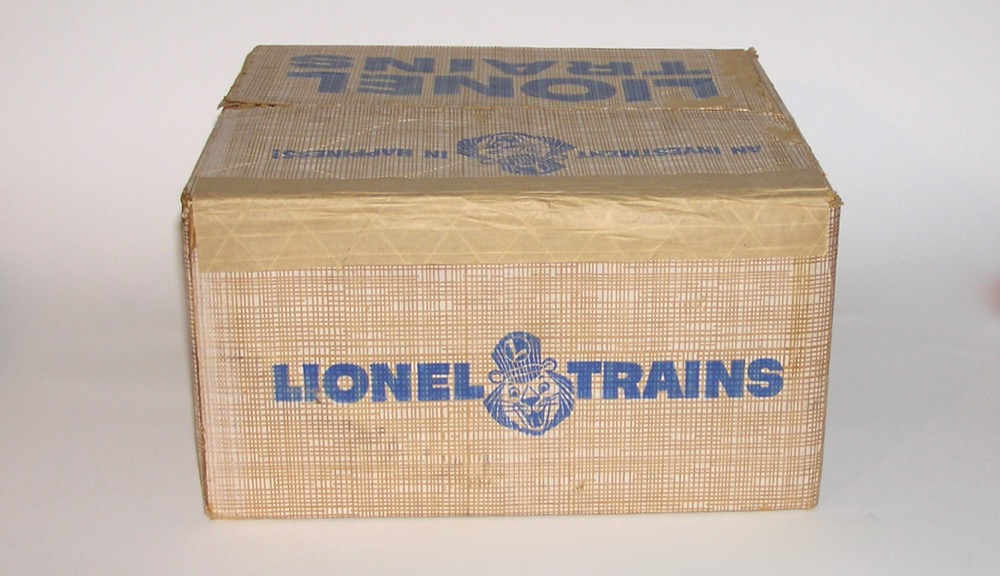 LIONEL TRAINS
AN INVESTMENT IN HAPPINESS!
LIONEL TRAINS